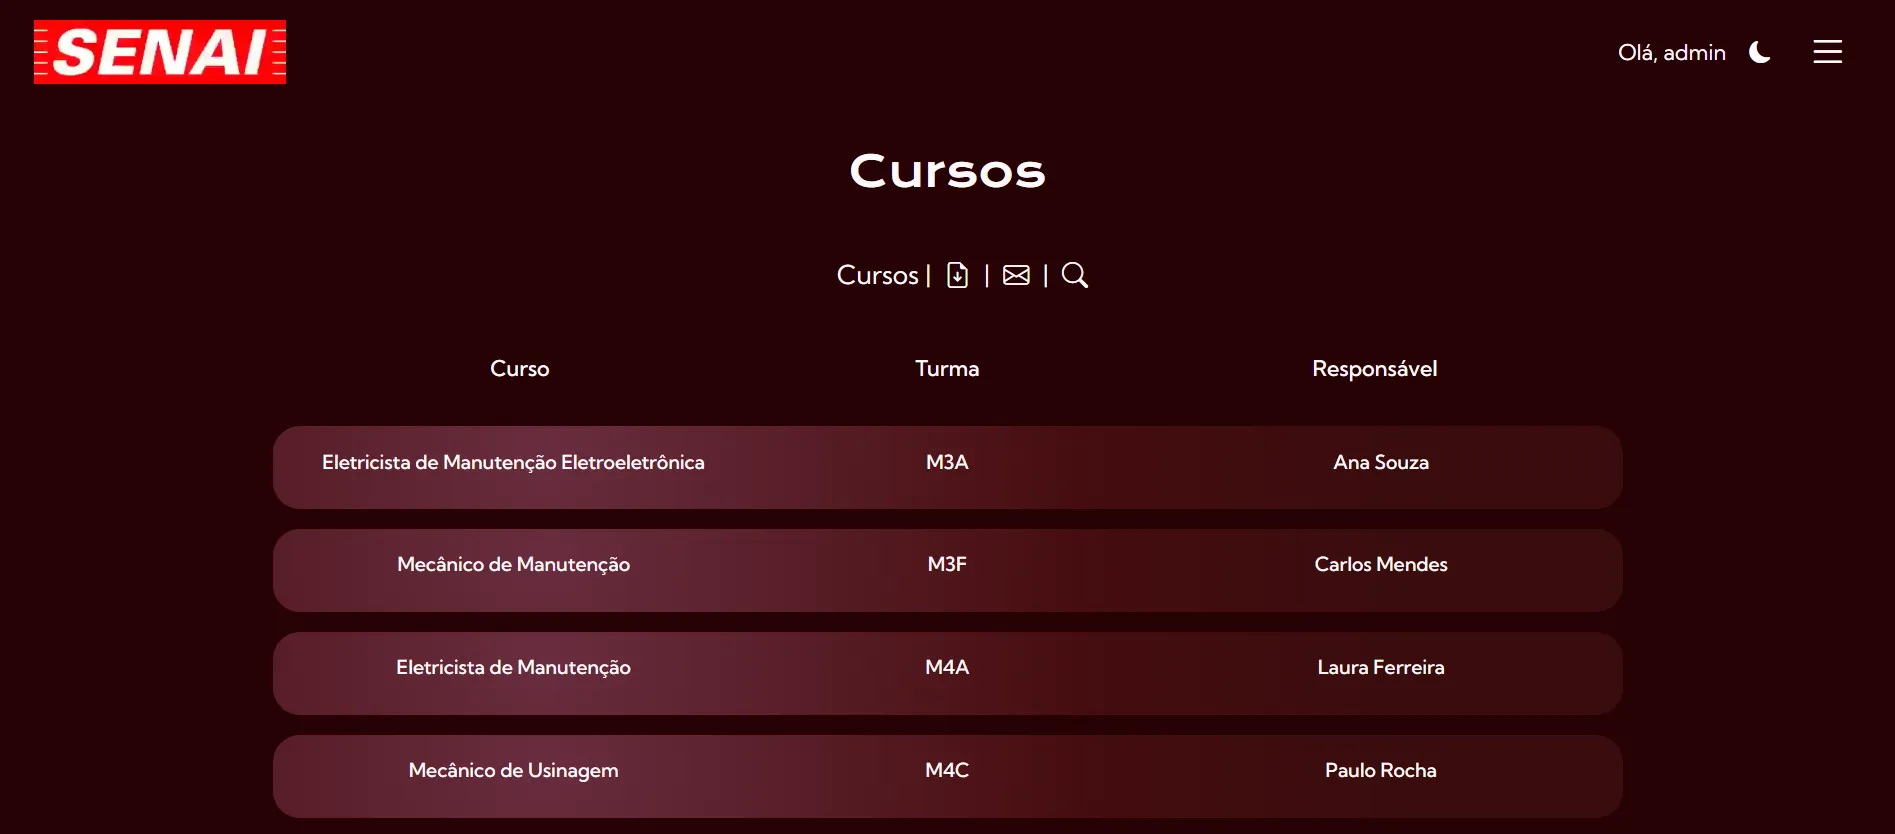 SENAI
Olá, admin
Cursos
Cursos | | |
Curso Turma Responsável
Eletricista de Manutenção Eletroeletrônica M3A Ana Souza
Mecânico de Manutenção M3F Carlos Mendes
Eletricista de Manutenção M4A Laura Ferreira
Mecânico de Usinagem M4C Paulo Rocha